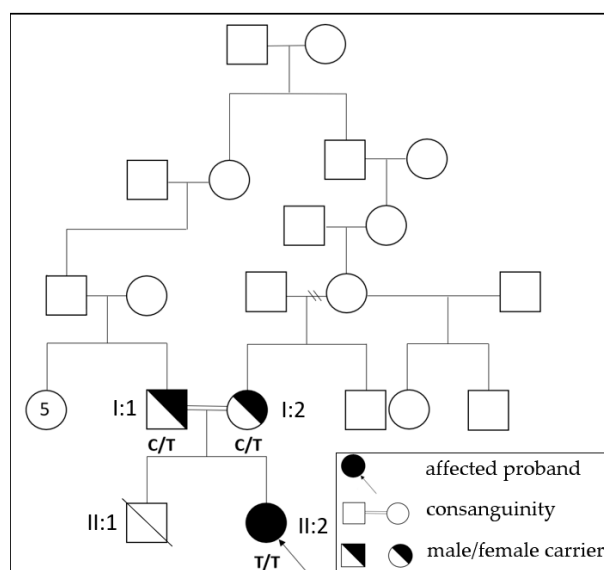 5
I:1
I:2
C/T
C/T
II:1
II:2
T/T
affected proband
consanguinity
male/female carrier